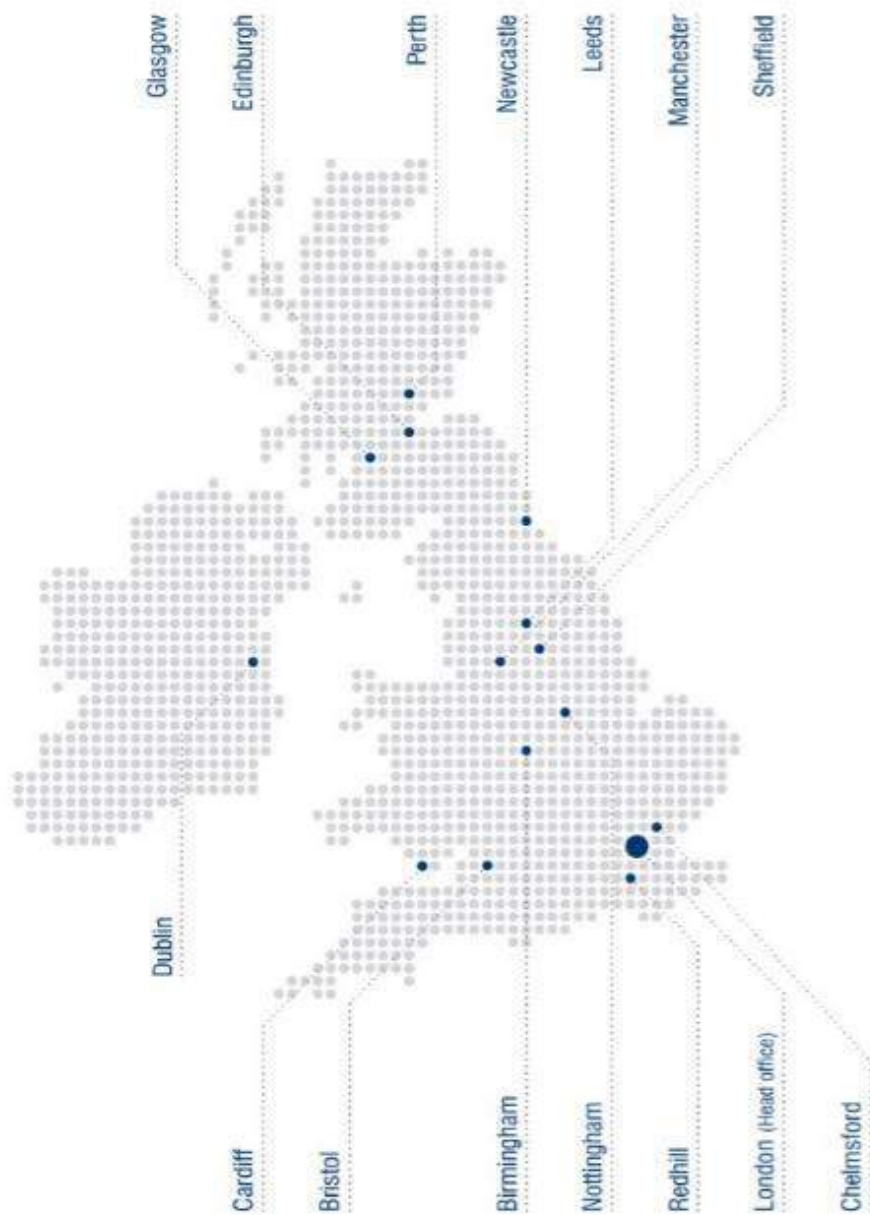 Glasgow
Edinburgh
Perth
Newcastle
Leeds
Manchester
Sheffield
Dublin
Cardiff
Bristol
Birmingham
Nottingham
Redhill
London (Head office)
Chelmsford